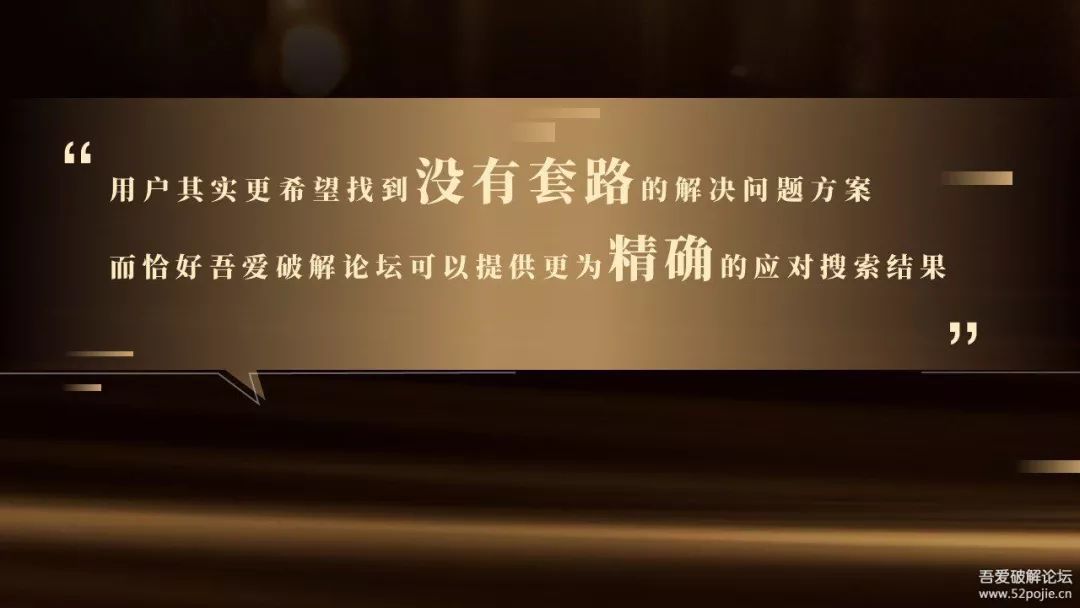 “
用户其实更希望找到没有套路的解决问题方案
而恰好吾爱破解论坛可以提供更为精确的应对搜索结果
”
吾爱破解论坛
www.52pojie.cn